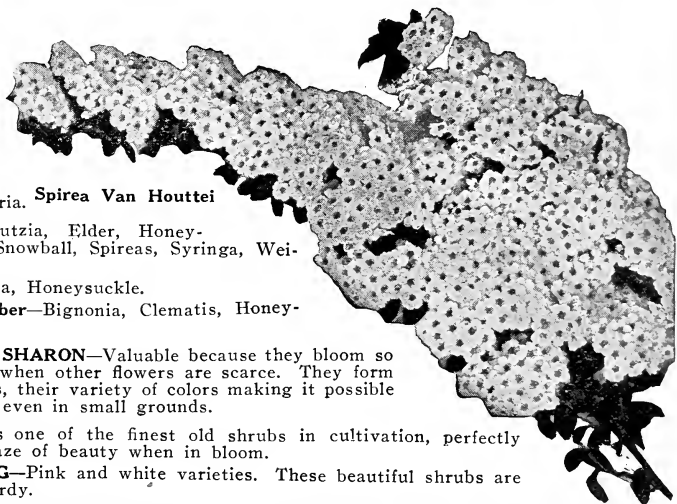 ria. Spirea Van Houttei
utzia, Elder, Honey-
Snowball, Spireas, Syringa, Wei-
a, Honeysuckle.
ber—Bignonia, Clematis, Honey-
SHARON—Valuable because they bloom so
when other flowers are scarce. They form
s, their variety of colors making it possible
even in small grounds.
s one of the finest old shrubs in cultivation, perfectly
aze of beauty when in bloom.
G—Pink and white varieties. These beautiful shrubs are
rdy.